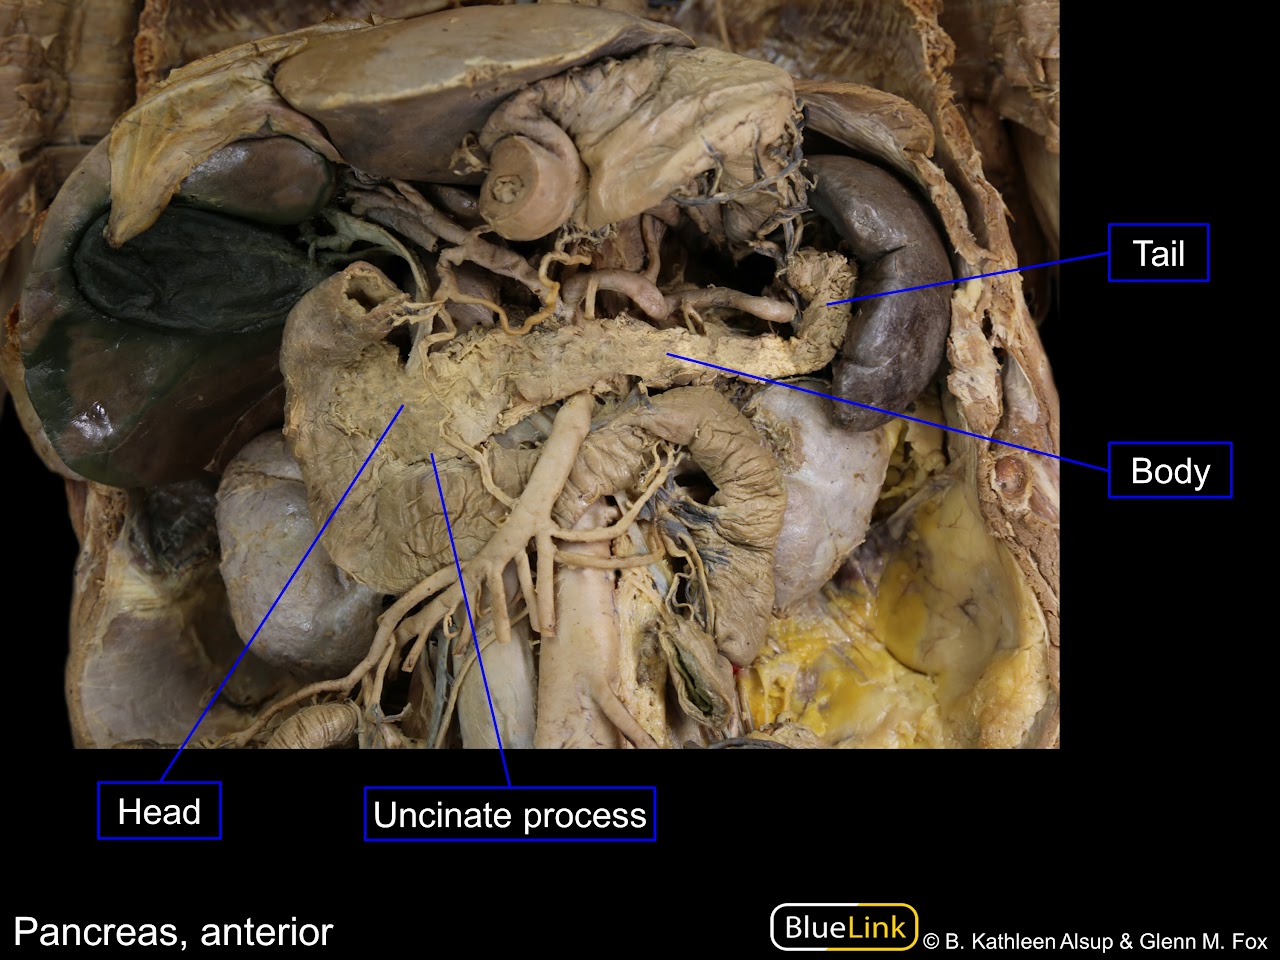 Tail
Body
Head
Uncinate process
Pancreas, anterior
BlueLink
© B. Kathleen Alsup & Glenn M. Fox